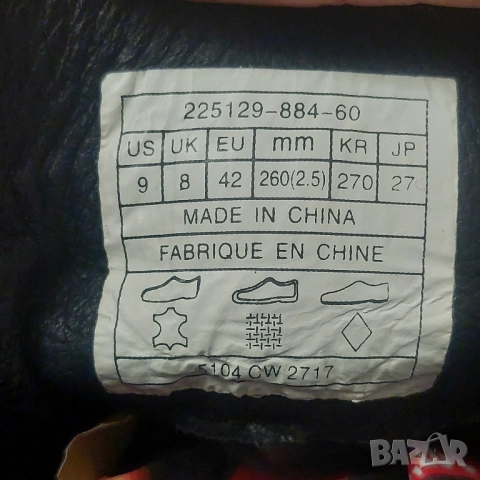 225129-884-60
US UK EU mm KR JP
9 8 42 260(2.5) 270 27
MADE IN CHINA
FABRIQUE EN CHINE
5104 CW 2717
BAZAR